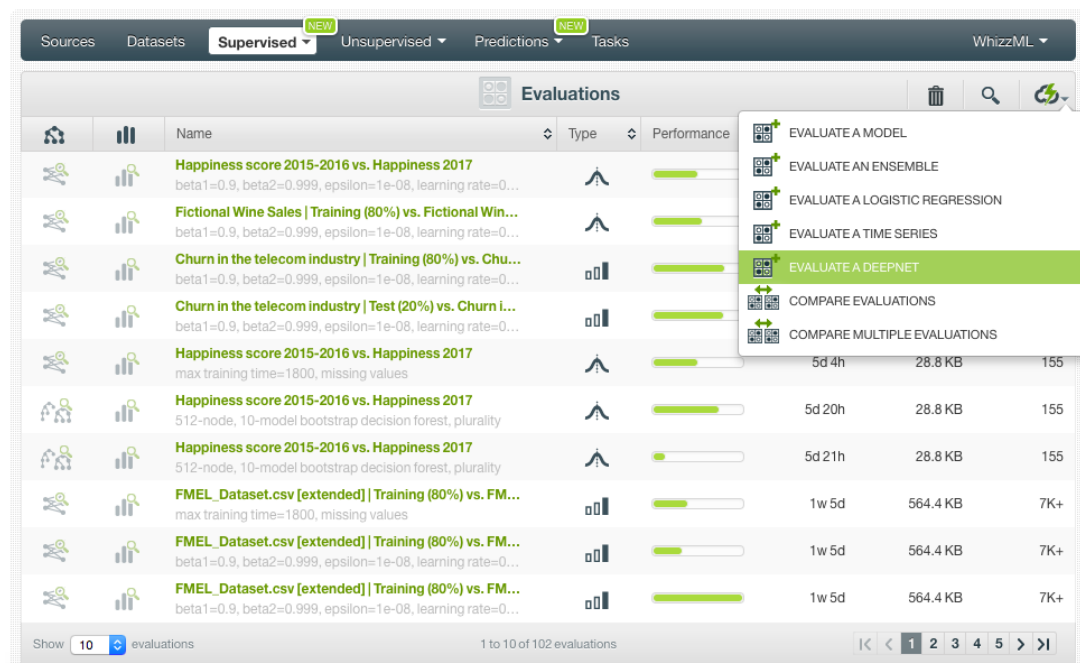 NEW NEW
Sources Datasets Supervised Unsupervised Predictions Tasks WhizzML
Evaluations
Name Type Performance
EVALUATE A MODEL
EVALUATE AN ENSEMBLE
EVALUATE A LOGISTIC REGRESSION
EVALUATE A TIME SERIES
EVALUATE A DEEPNET
COMPARE EVALUATIONS
COMPARE MULTIPLE EVALUATIONS
Happiness score 2015-2016 vs. Happiness 2017
beta1=0.9, beta2=0.999, epsilon=1e-08, learning rate=0...
Fictional Wine Sales | Training (80%) vs. Fictional Win...
beta1=0.9, beta2=0.999, epsilon=1e-08, learning rate=0...
Churn in the telecom industry | Training (80%) vs. Chu...
beta1=0.9, beta2=0.999, epsilon=1e-08, learning rate=0...
Churn in the telecom industry | Test (20%) vs. Churn i...
beta1=0.9, beta2=0.999, epsilon=1e-08, learning rate=0...
Happiness score 2015-2016 vs. Happiness 2017
max training time=1800, missing values
5d 4h 28.8 KB 155
Happiness score 2015-2016 vs. Happiness 2017
512-node, 10-model bootstrap decision forest, plurality
5d 20h 28.8 KB 155
Happiness score 2015-2016 vs. Happiness 2017
512-node, 10-model bootstrap decision forest, plurality
5d 21h 28.8 KB 155
FMEL_Dataset.csv [extended] | Training (80%) vs. FM...
max training time=1800, missing values
1w 5d 564.4 KB 7K+
FMEL_Dataset.csv [extended] | Training (80%) vs. FM...
beta1=0.9, beta2=0.999, epsilon=1e-08, learning rate=0...
1w 5d 564.4 KB 7K+
FMEL_Dataset.csv [extended] | Training (80%) vs. FM...
beta1=0.9, beta2=0.999, epsilon=1e-08, learning rate=0...
1w 5d 564.4 KB 7K+
Show 10 evaluations 1 to 10 of 102 evaluations 1 2 3 4 5